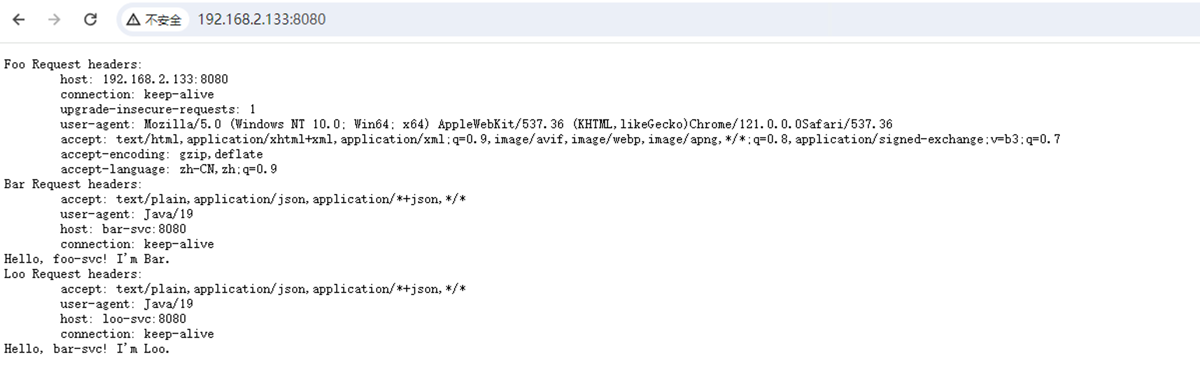 不安全 192.168.2.133:8080
Foo Request headers:
host: 192.168.2.133:8080
connection: keep-alive
upgrade-insecure-requests: 1
user-agent: Mozilla/5.0 (Windows NT 10.0; Win64; x64) AppleWebKit/537.36 (KHTML,likeGecko)Chrome/121.0.0.0Safari/537.36
accept: text/html,application/xhtml+xml,application/xml;q=0.9,image/avif,image/webp,image/apng,*/*;q=0.8,application/signed-exchange;v=b3;q=0.7
accept-encoding: gzip,deflate
accept-language: zh-CN,zh;q=0.9
Bar Request headers:
accept: text/plain,application/json,application/*+json,*/*
user-agent: Java/19
host: bar-svc:8080
connection: keep-alive
Hello, foo-svc! I'm Bar.
Loo Request headers:
accept: text/plain,application/json,application/*+json,*/*
user-agent: Java/19
host: loo-svc:8080
connection: keep-alive
Hello, bar-svc! I'm Loo.